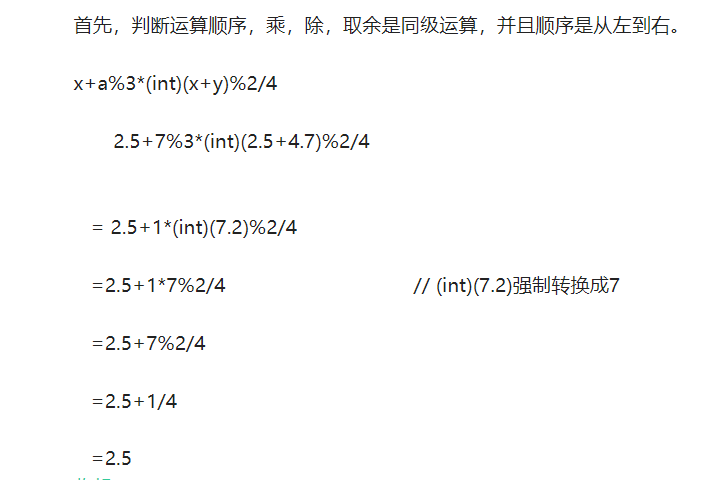 首先，判断运算顺序，乘，除，取余是同级运算，并且顺序是从左到右。
x+a%3*(int)(x+y)%2/4
2.5+7%3*(int)(2.5+4.7)%2/4
= 2.5+1*(int)(7.2)%2/4
=2.5+1*7%2/4 // (int)(7.2)强制转换成7
=2.5+7%2/4
=2.5+1/4
=2.5